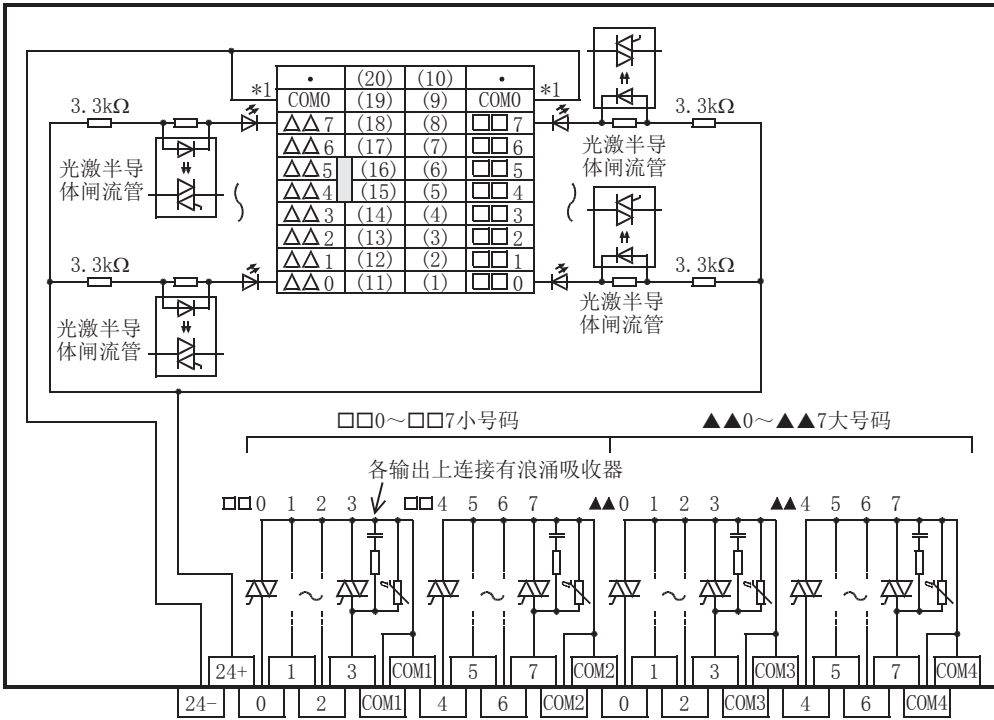 • (20) (10) •
*1 COM0 (19) (9) COM0 *1
3.3kΩ △△7 (18) (8) □□7 3.3kΩ
△△6 (17) (7) □□6
△△5 (16) (6) □□5
△△4 (15) (5) □□4
△△3 (14) (4) □□3
△△2 (13) (3) □□2
△△1 (12) (2) □□1
3.3kΩ △△0 (11) (1) □□0 3.3kΩ
光激半导
体闸流管
光激半导
体闸流管
光激半导
体闸流管
光激半导
体闸流管
□□0～□□7小号码
▲▲0～▲▲7大号码
各输出上连接有浪涌吸收器
□□0 1 2 3 □□4 5 6 7 ▲▲0 1 2 3 ▲▲4 5 6 7
24+ 1 3 COM1 5 7 COM2 1 3 COM3 5 7 COM4
24- 0 2 COM1 4 6 COM2 0 2 COM3 4 6 COM4